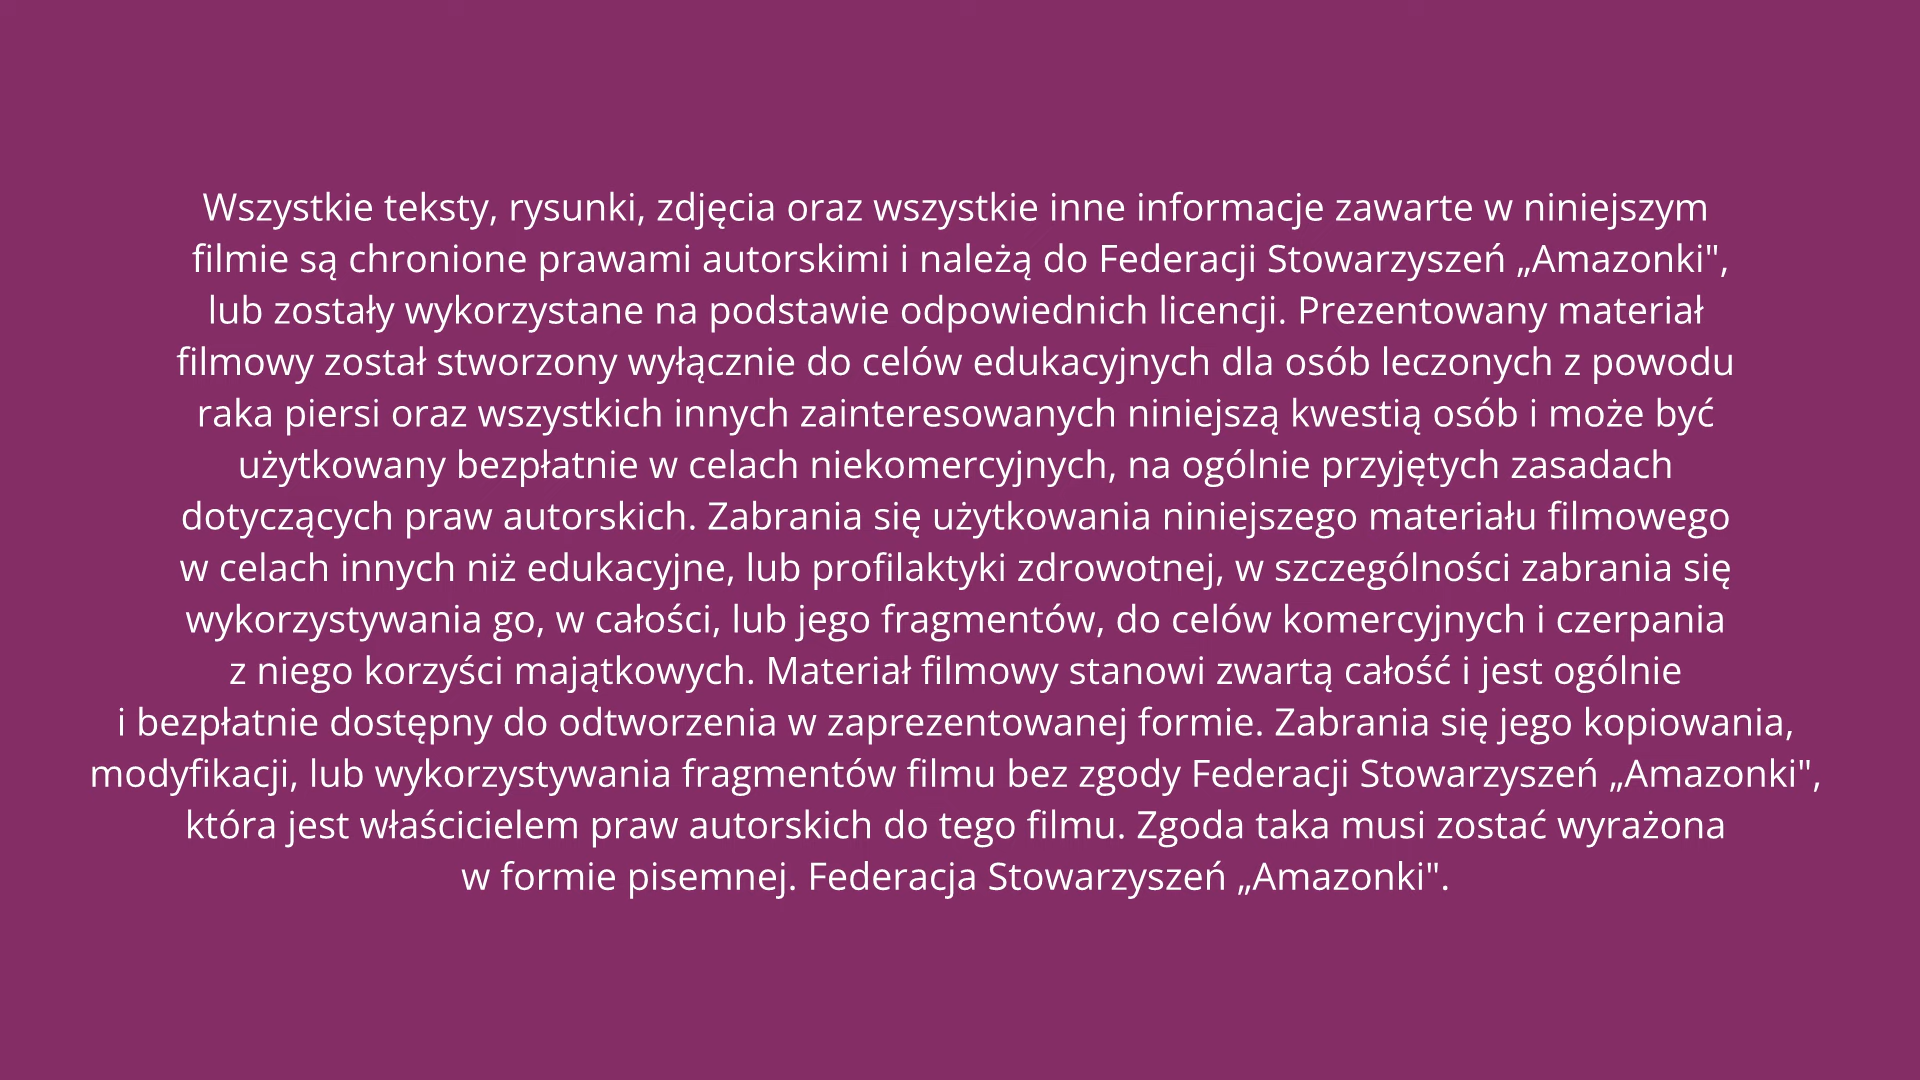 Wszystkie teksty, rysunki, zdjęcia oraz wszystkie inne informacje zawarte w niniejszym
filmie są chronione prawami autorskimi i należą do Federacji Stowarzyszeń „Amazonki",
lub zostały wykorzystane na podstawie odpowiednich licencji. Prezentowany materiał
filmowy został stworzony wyłącznie do celów edukacyjnych dla osób leczonych z powodu
raka piersi oraz wszystkich innych zainteresowanych niniejszą kwestią osób i może być
użytkowany bezpłatnie w celach niekomercyjnych, na ogólnie przyjętych zasadach
dotyczących praw autorskich. Zabrania się użytkowania niniejszego materiału filmowego
w celach innych niż edukacyjne, lub profilaktyki zdrowotnej, w szczególności zabrania się
wykorzystywania go, w całości, lub jego fragmentów, do celów komercyjnych i czerpania
z niego korzyści majątkowych. Materiał filmowy stanowi zwartą całość i jest ogólnie
i bezpłatnie dostępny do odtworzenia w zaprezentowanej formie. Zabrania się jego kopiowania,
modyfikacji, lub wykorzystywania fragmentów filmu bez zgody Federacji Stowarzyszeń „Amazonki",
która jest właścicielem praw autorskich do tego filmu. Zgoda taka musi zostać wyrażona
w formie pisemnej. Federacja Stowarzyszeń „Amazonki".